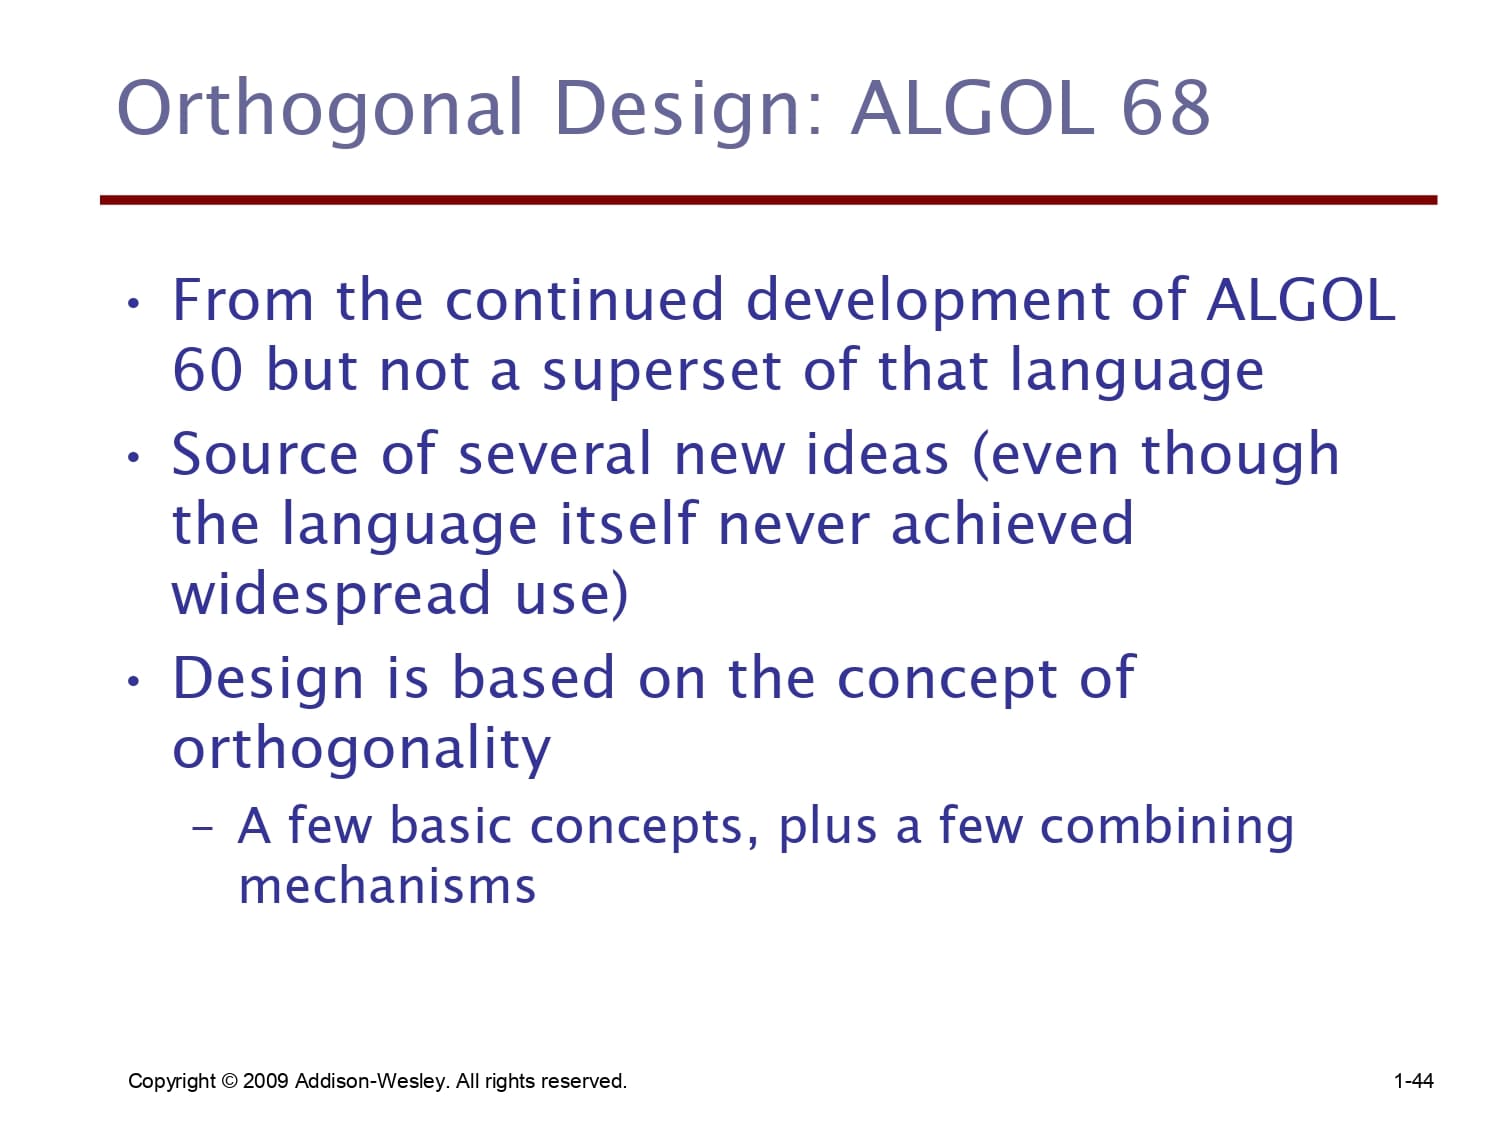 Orthogonal Design: ALGOL 68
• From the continued development of ALGOL
60 but not a superset of that language
• Source of several new ideas (even though
the language itself never achieved
widespread use)
• Design is based on the concept of
orthogonality
– A few basic concepts, plus a few combining
mechanisms
Copyright © 2009 Addison-Wesley. All rights reserved.
1-44